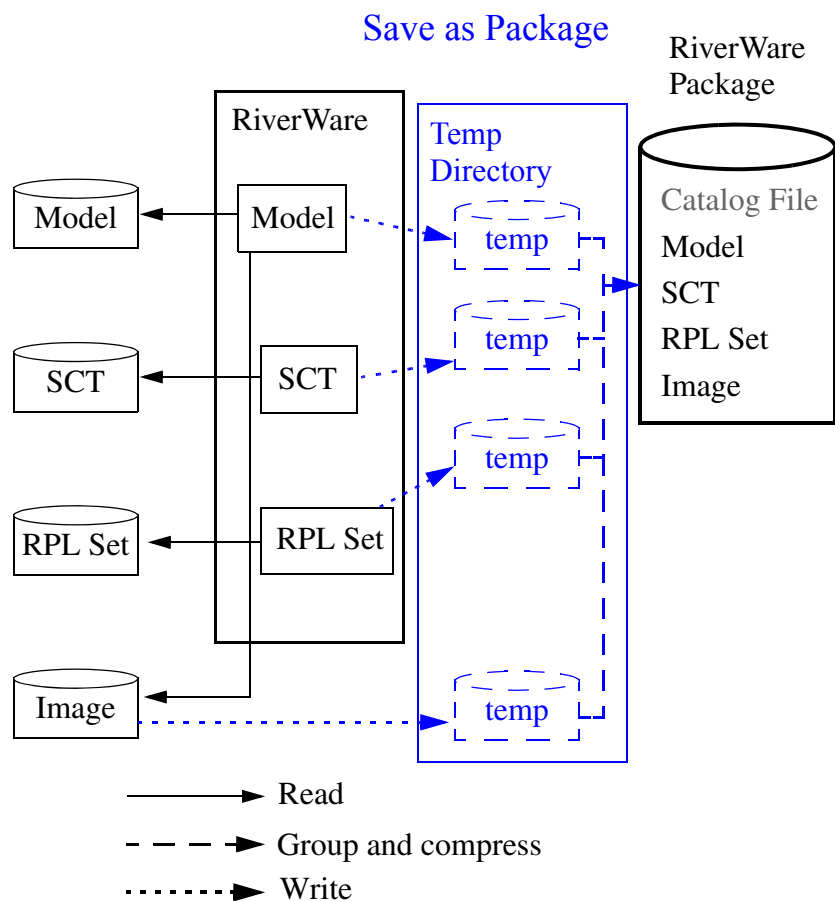 Save as Package
RiverWare
Package
RiverWare
Temp
Directory
Model
Model
temp
Catalog File
Model
SCT
RPL Set
Image
SCT
SCT
temp
RPL Set
RPL Set
temp
Image
temp
Read
Group and compress
Write